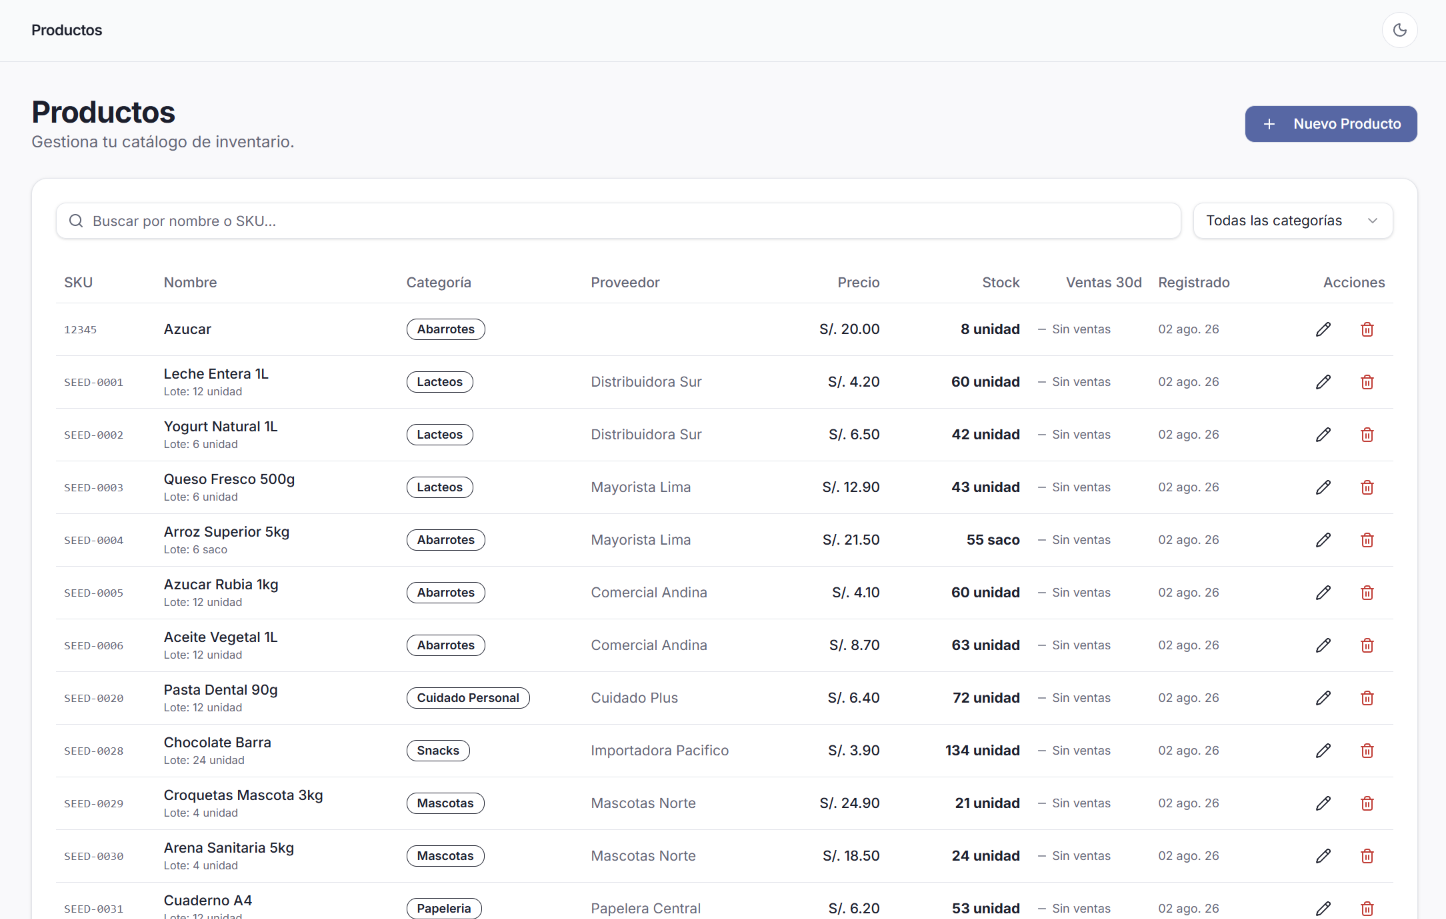 Productos
Productos
Gestiona tu catálogo de inventario.
+ Nuevo Producto
Buscar por nombre o SKU...
Todas las categorías
SKU Nombre Categoría Proveedor Precio Stock Ventas 30d Registrado Acciones
12345 Azucar Abarrotes S/. 20.00 8 unidad — Sin ventas 02 ago. 26
SEED-0001 Leche Entera 1L Lacteos Distribuidora Sur S/. 4.20 60 unidad — Sin ventas 02 ago. 26
Lote: 12 unidad
SEED-0002 Yogurt Natural 1L Lacteos Distribuidora Sur S/. 6.50 42 unidad — Sin ventas 02 ago. 26
Lote: 6 unidad
SEED-0003 Queso Fresco 500g Lacteos Mayorista Lima S/. 12.90 43 unidad — Sin ventas 02 ago. 26
Lote: 6 unidad
SEED-0004 Arroz Superior 5kg Abarrotes Mayorista Lima S/. 21.50 55 saco — Sin ventas 02 ago. 26
Lote: 6 saco
SEED-0005 Azucar Rubia 1kg Abarrotes Comercial Andina S/. 4.10 60 unidad — Sin ventas 02 ago. 26
Lote: 12 unidad
SEED-0006 Aceite Vegetal 1L Abarrotes Comercial Andina S/. 8.70 63 unidad — Sin ventas 02 ago. 26
Lote: 12 unidad
SEED-0020 Pasta Dental 90g Cuidado Personal Cuidado Plus S/. 6.40 72 unidad — Sin ventas 02 ago. 26
Lote: 12 unidad
SEED-0028 Chocolate Barra Snacks Importadora Pacifico S/. 3.90 134 unidad — Sin ventas 02 ago. 26
Lote: 24 unidad
SEED-0029 Croquetas Mascota 3kg Mascotas Mascotas Norte S/. 24.90 21 unidad — Sin ventas 02 ago. 26
Lote: 4 unidad
SEED-0030 Arena Sanitaria 5kg Mascotas Mascotas Norte S/. 18.50 24 unidad — Sin ventas 02 ago. 26
Lote: 4 unidad
SEED-0031 Cuaderno A4 Papeleria Papelera Central S/. 6.20 53 unidad — Sin ventas 02 ago. 26
Lote: 12 unidad